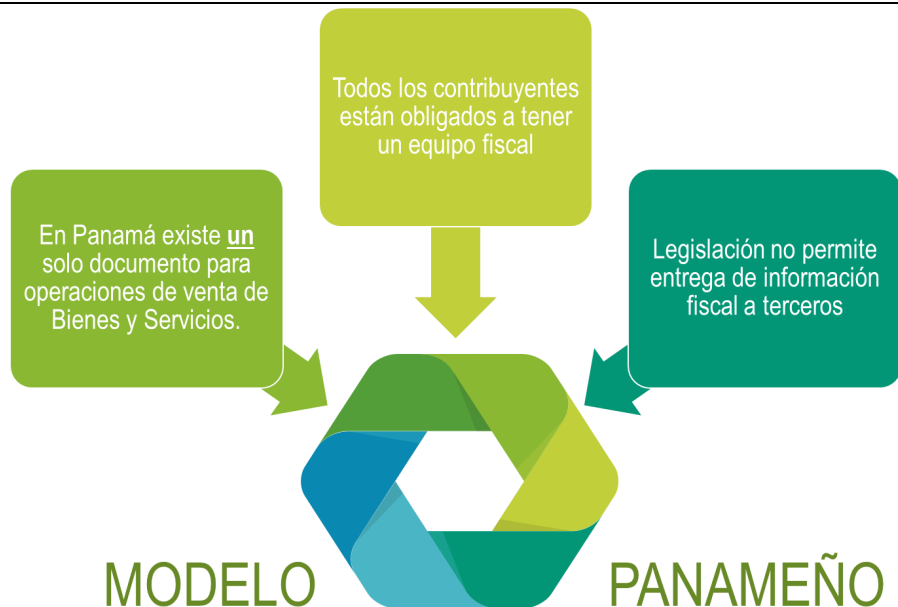 Todos los contribuyentes
están obligados a tener
un equipo fiscal
En Panamá existe un
solo documento para
operaciones de venta de
Bienes y Servicios.
Legislación no permite
entrega de información
fiscal a terceros
MODELO PANAMEÑO